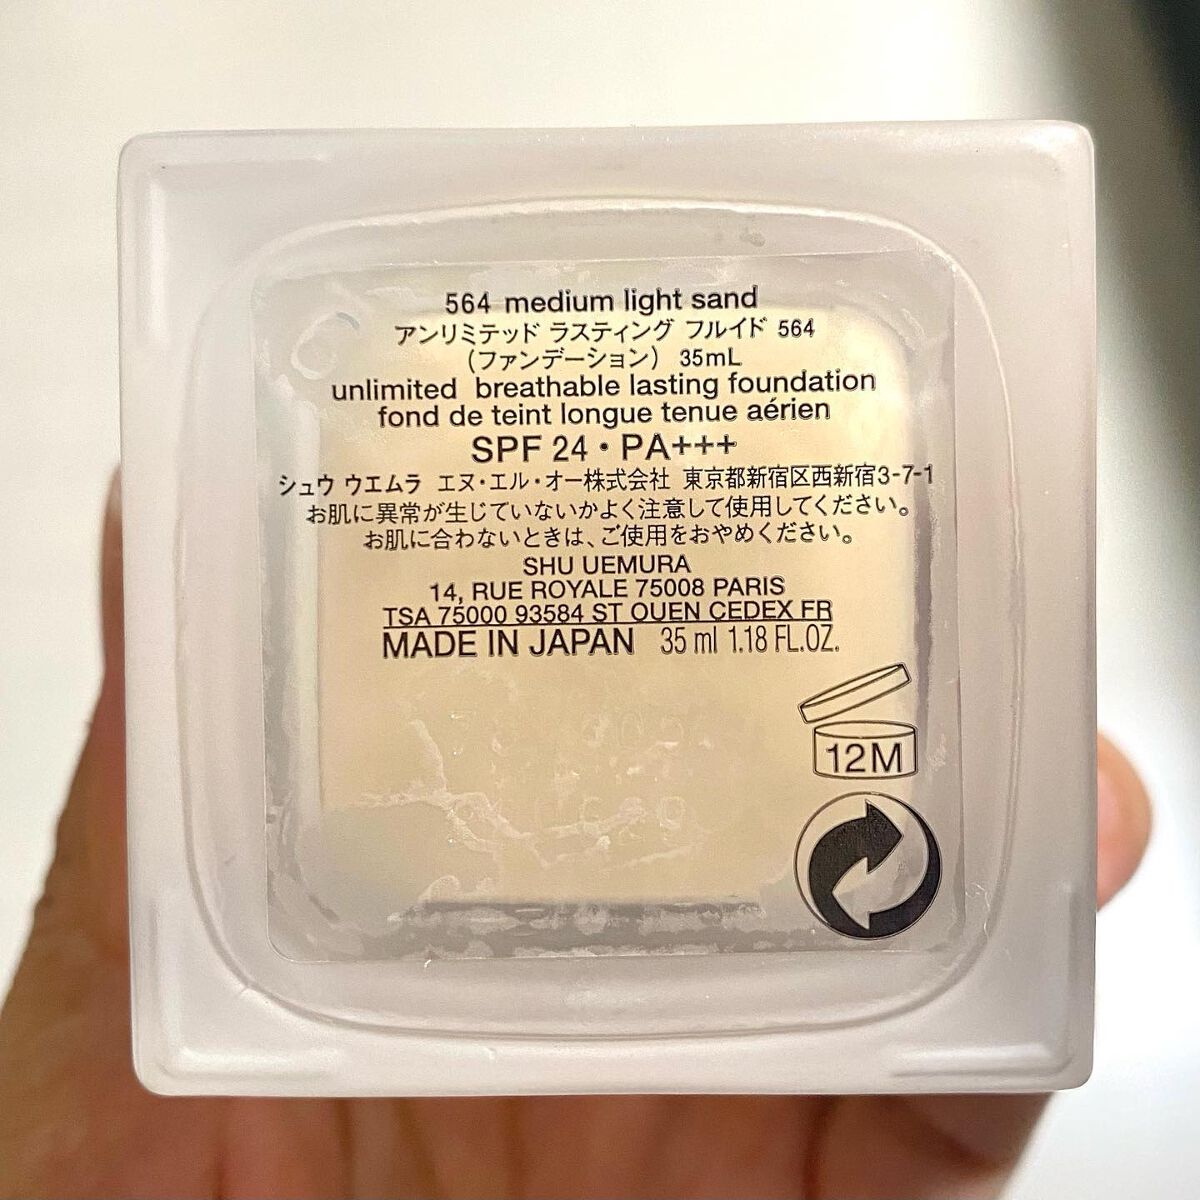 564 medium light sand
アンリミテッド ラスティング フルイド 564
（ファンデーション） 35mL
unlimited breathable lasting foundation
fond de teint longue tenue aérien
SPF 24・PA+++
シュウ ウエムラ エヌ・エル・オー株式会社 東京都新宿区西新宿3-7-1
お肌に異常が生じていないかよく注意して使用してください。
お肌に合わないときは、ご使用をおやめください。
SHU UEMURA
14, RUE ROYALE 75008 PARIS
TSA 75000 93584 ST OUEN CEDEX FR
MADE IN JAPAN 35 ml 1.18 FL.OZ.
12M